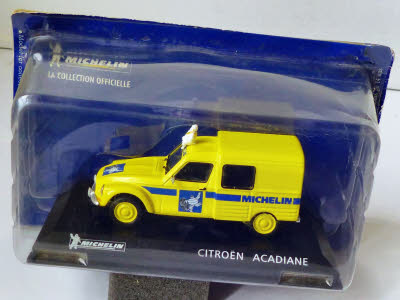 MICHELIN
LA COLLECTION OFFICIELLE
MICHELIN
MICHELIN
CITROËN ACADIANE